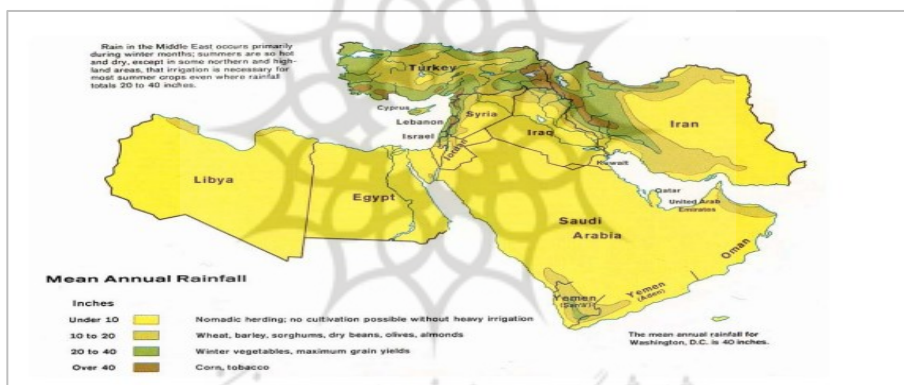 Rain in the Middle East occurs primarily
during winter months; summers are so hot
and dry, except in some northern and high-
land areas, that irrigation is necessary for
most summer crops even where rainfall
totals 20 to 40 inches.
Turkey
Cyprus
Lebanon
Syria
Israel
Jordan
Iraq
Iran
Kuwait
Libya
Egypt
Qatar
United Arab
Emirates
Saudi
Arabia
Oman
Yemen
(Aden)
Yemen
(San'a)
Mean Annual Rainfall
Inches
Under 10 Nomadic herding; no cultivation possible without heavy irrigation
10 to 20 Wheat, barley, sorghums, dry beans, olives, almonds
20 to 40 Winter vegetables, maximum grain yields
Over 40 Corn, tobacco
The mean annual rainfall for
Washington, D.C. is 40 inches.